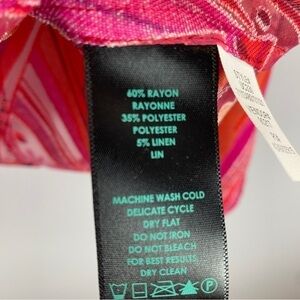 60% RAYON
RAYONNE
35% POLYESTER
POLYESTER
5% LINEN
LIN
MACHINE WASH COLD
DELICATE CYCLE
DRY FLAT
DO NOT IRON
DO NOT BLEACH
FOR BEST RESULTS,
DRY CLEAN